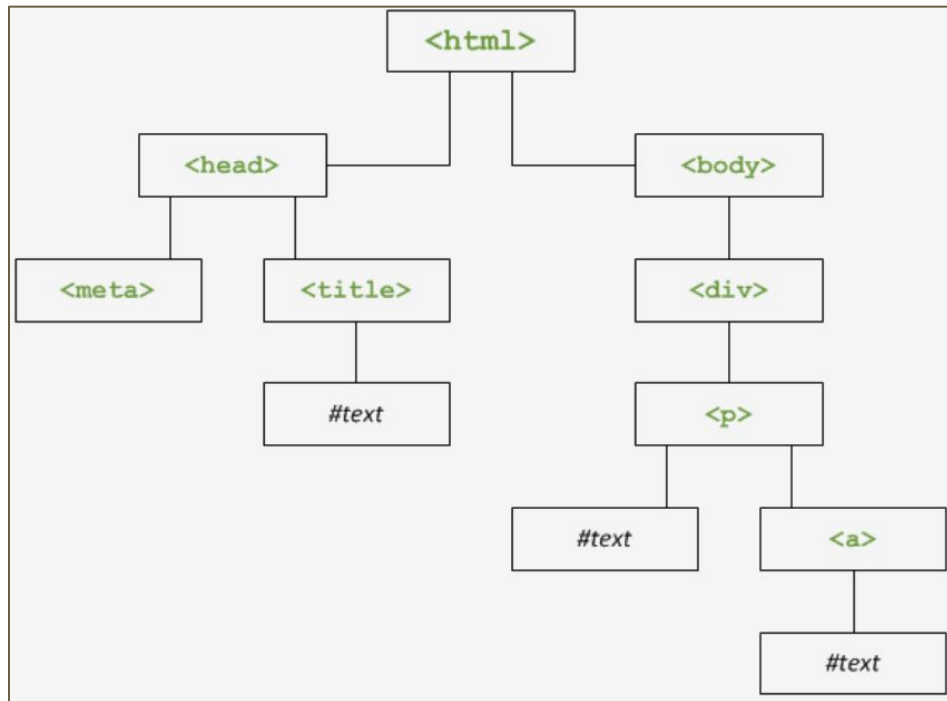 <html>
<head>
<body>
<meta>
<title>
<div>
#text
<p>
#text
<a>
#text